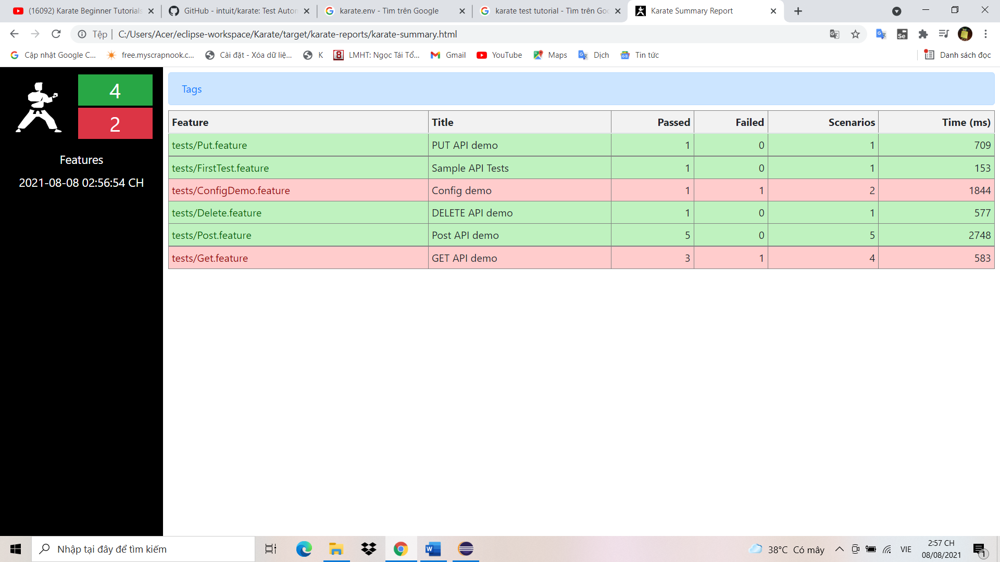 (16092) Karate Beginner Tutorials
GitHub - intuit/karate: Test Autom
karate.env - Tìm trên Google
karate test tutorial - Tìm trên Goo
Karate Summary Report
Tệp
C:/Users/Acer/eclipse-workspace/Karate/target/karate-reports/karate-summary.html
Se
Cập nhật Google C...
free.myscrapnook.c...
Cài đặt - Xóa dữ liệ...
K
8
LMHT: Ngọc Tái Tổ...
Gmail
YouTube
Maps
Dịch
Tin tức
Danh sách đọc
4
2
Features
2021-08-08 02:56:54 CH
Tags
Feature Title Passed Failed Scenarios Time (ms)
tests/Put.feature PUT API demo 1 0 1 709
tests/FirstTest.feature Sample API Tests 1 0 1 153
tests/ConfigDemo.feature Config demo 1 1 2 1844
tests/Delete.feature DELETE API demo 1 0 1 577
tests/Post.feature Post API demo 5 0 5 2748
tests/Get.feature GET API demo 3 1 4 583
Nhập tại đây để tìm kiếm
W
38°C Có mây
VIE
2:57 CH
08/08/2021
1